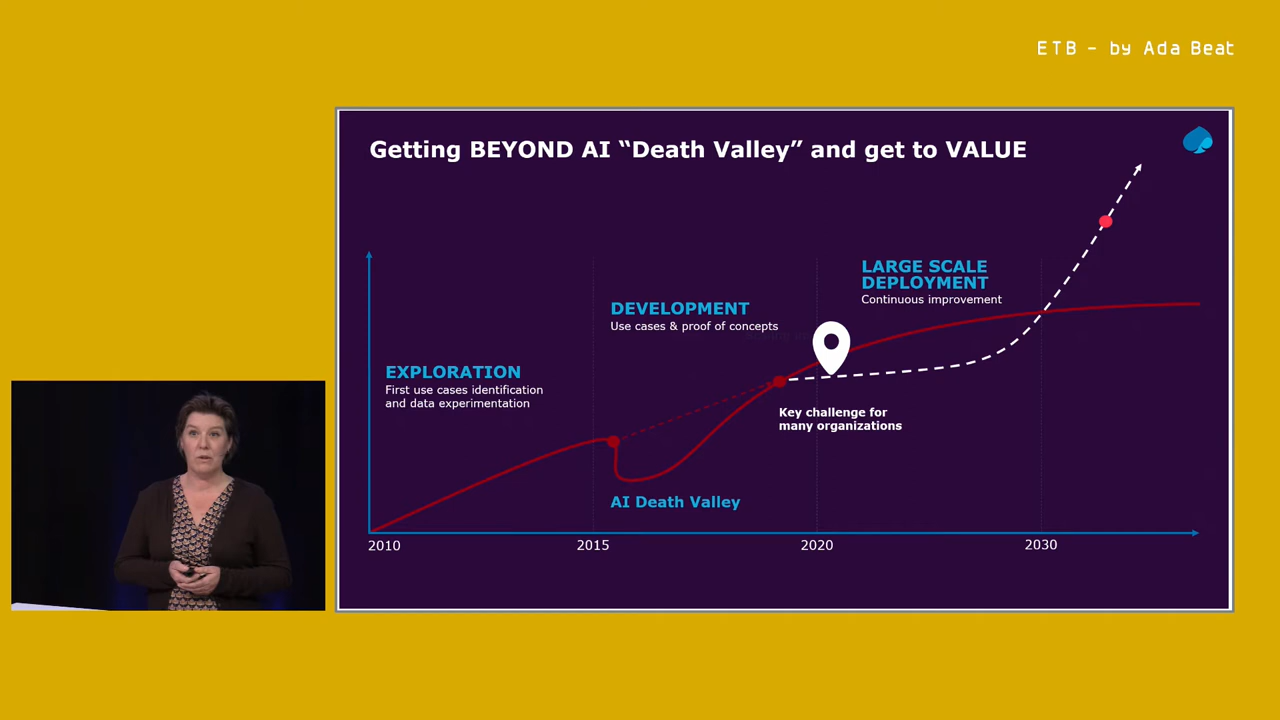 ETB - by Ada Beat
Getting BEYOND AI “Death Valley” and get to VALUE
LARGE SCALE
DEPLOYMENT
Continuous improvement
DEVELOPMENT
Use cases & proof of concepts
EXPLORATION
First use cases identification
and data experimentation
Key challenge for
many organizations
AI Death Valley
2010
2015
2020
2030